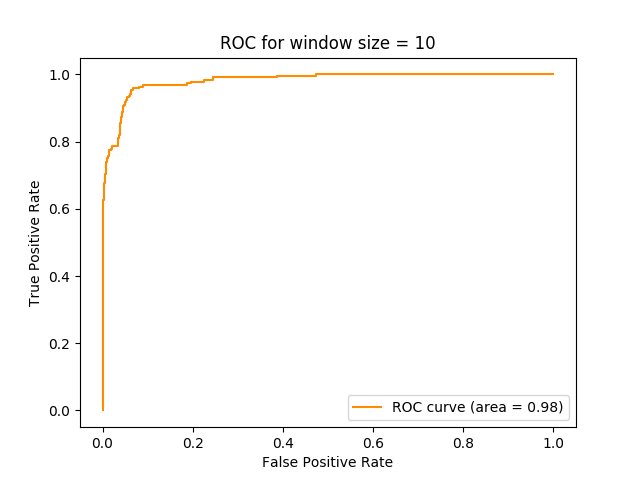 ROC for window size = 10
True Positive Rate
1.0
0.8
0.6
0.4
0.2
0.0
ROC curve (area = 0.98)
0.0 0.2 0.4 0.6 0.8 1.0
False Positive Rate